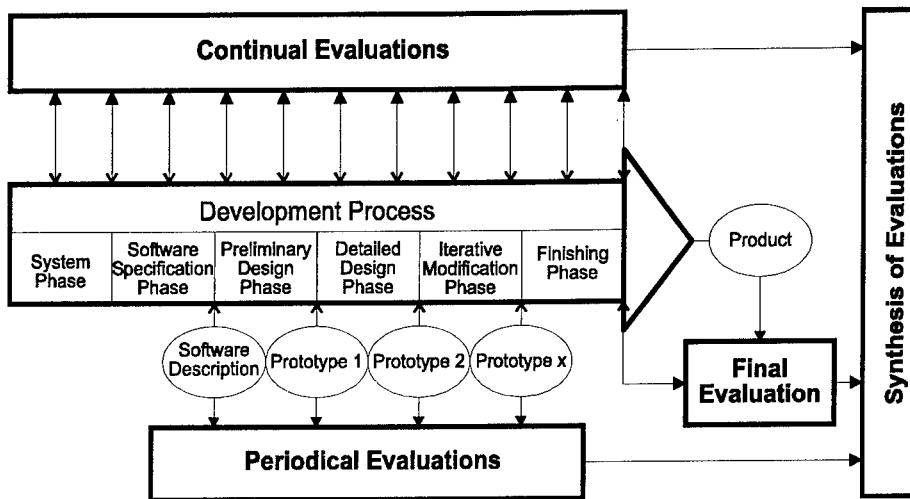 Continual Evaluations
Development Process
System
Phase
Software
Specification
Phase
Preliminary
Design
Phase
Detailed
Design
Phase
Iterative
Modification
Phase
Finishing
Phase
Product
Software
Description
Prototype 1
Prototype 2
Prototype x
Final
Evaluation
Periodical Evaluations
Synthesis of Evaluations